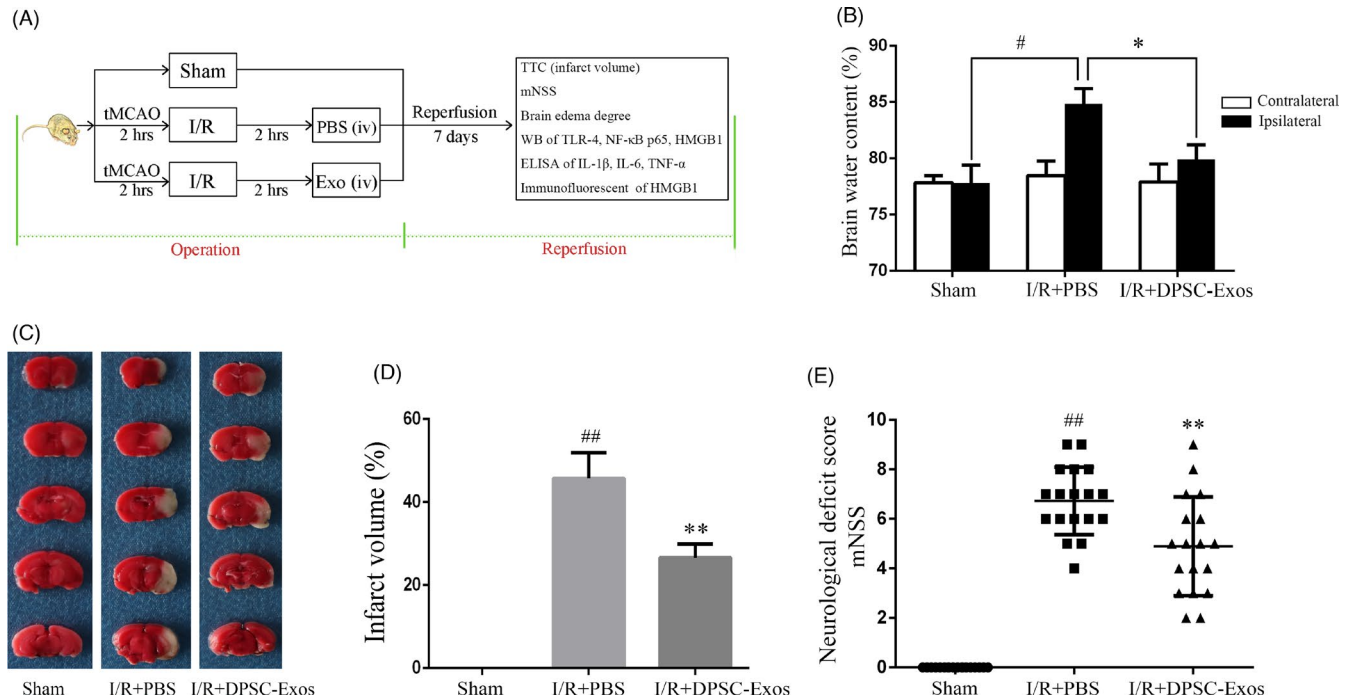 (A)
Sham
tMCAO
2 hrs
I/R
2 hrs
PBS (iv)
tMCAO
2 hrs
I/R
2 hrs
Exo (iv)
Reperfusion
7 days
TTC (infarct volume)
mNSS
Brain edema degree
WB of TLR-4, NF-κB p65, HMGB1
ELISA of IL-1β, IL-6, TNF-α
Immunofluorescent of HMGB1
Operation
Reperfusion
(B)
Brain water content (%)
90
85
80
75
70
#
*
Contralateral
Ipsilateral
Sham
I/R+PBS
I/R+DPSC-Exos
(C)
Sham
I/R+PBS
I/R+DPSC-Exos
(D)
Infarct volume (%)
60
40
20
0
##
**
Sham
I/R+PBS
I/R+DPSC-Exos
(E)
Neurological deficit score
mNSS
10
8
6
4
2
0
##
**
Sham
I/R+PBS
I/R+DPSC-Exos